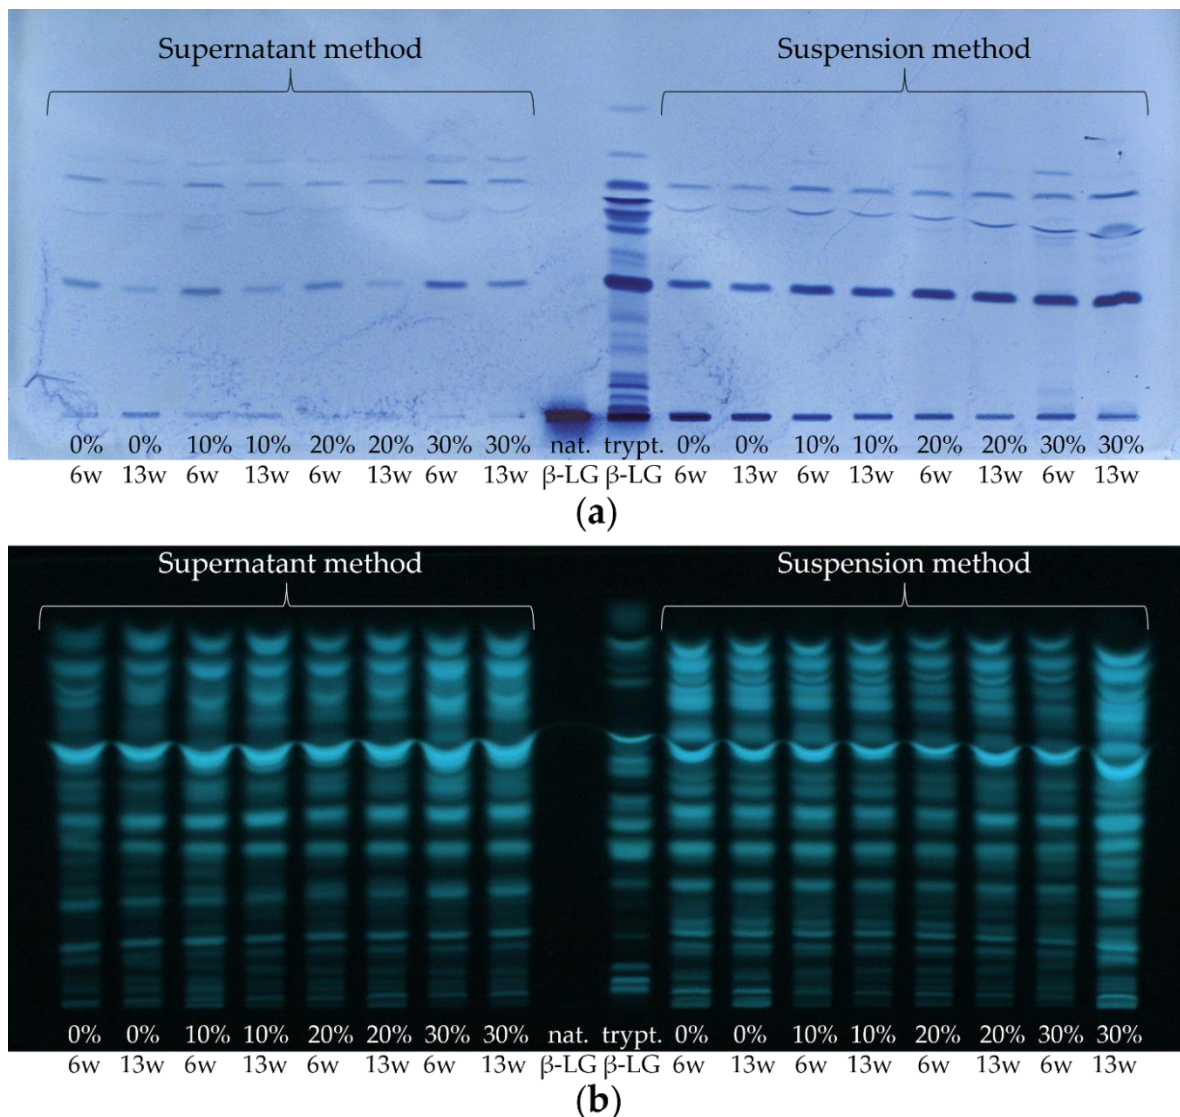 Supernatant method Suspension method
0% 0% 10% 10% 20% 20% 30% 30% nat. trypt. 0% 0% 10% 10% 20% 20% 30% 30%
6w 13w 6w 13w 6w 13w 6w 13w β-LG β-LG 6w 13w 6w 13w 6w 13w 6w 13w
(a)
Supernatant method Suspension method
0% 0% 10% 10% 20% 20% 30% 30% nat. trypt. 0% 0% 10% 10% 20% 20% 30% 30%
6w 13w 6w 13w 6w 13w 6w 13w β-LG β-LG 6w 13w 6w 13w 6w 13w 6w 13w
(b)